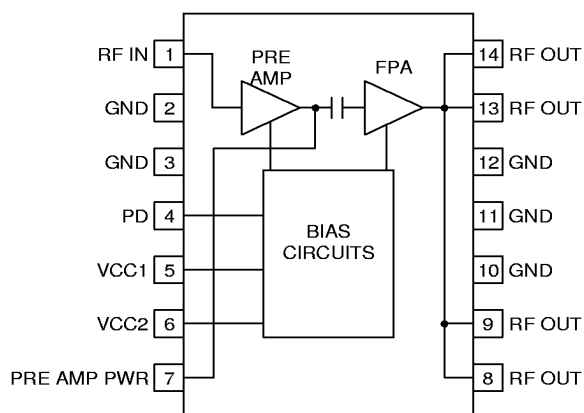 PRE
AMP
FPA
RF IN 1
GND 2
GND 3
PD 4
VCC1 5
VCC2 6
PRE AMP PWR 7
BIAS
CIRCUITS
14 RF OUT
13 RF OUT
12 GND
11 GND
10 GND
9 RF OUT
8 RF OUT